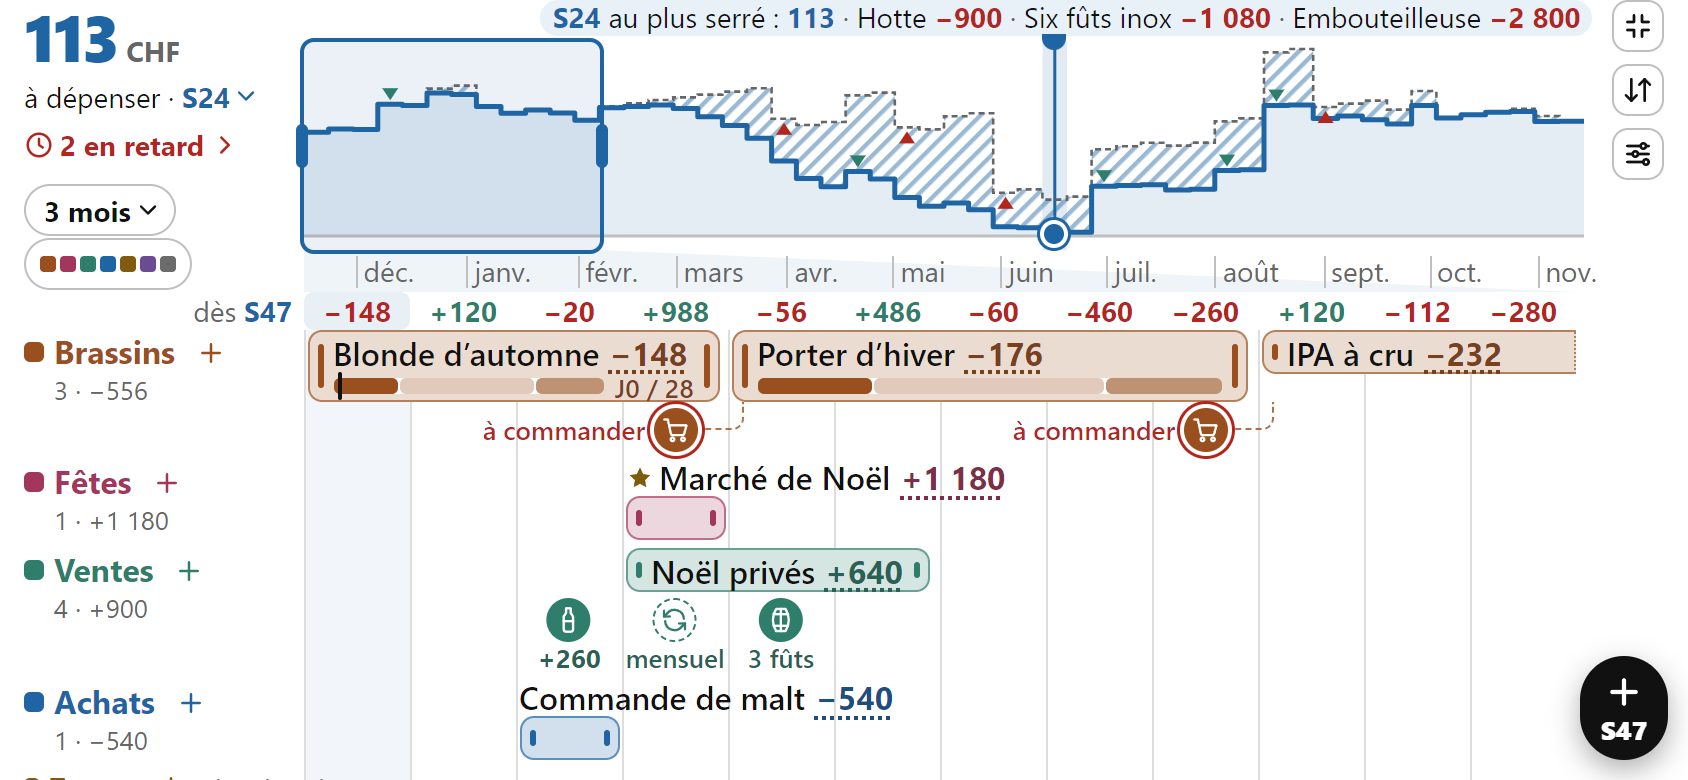 113 CHF
à dépenser · S24
2 en retard
3 mois
S24 au plus serré : 113 · Hotte −900 · Six fûts inox −1 080 · Embouteilleuse −2 800
déc. janv. févr. mars avr. mai juin juil. août sept. oct. nov.
dès S47 −148 +120 −20 +988 −56 +486 −60 −460 −260 +120 −112 −280
Brassins +
3 · −556
Blonde d’automne −148
J0 / 28
Porter d’hiver −176
IPA à cru −232
à commander
à commander
Fêtes +
1 · +1 180
Marché de Noël +1 180
Ventes +
4 · +900
Noël privés +640
+260 mensuel 3 fûts
Achats +
1 · −540
Commande de malt −540
+
S47